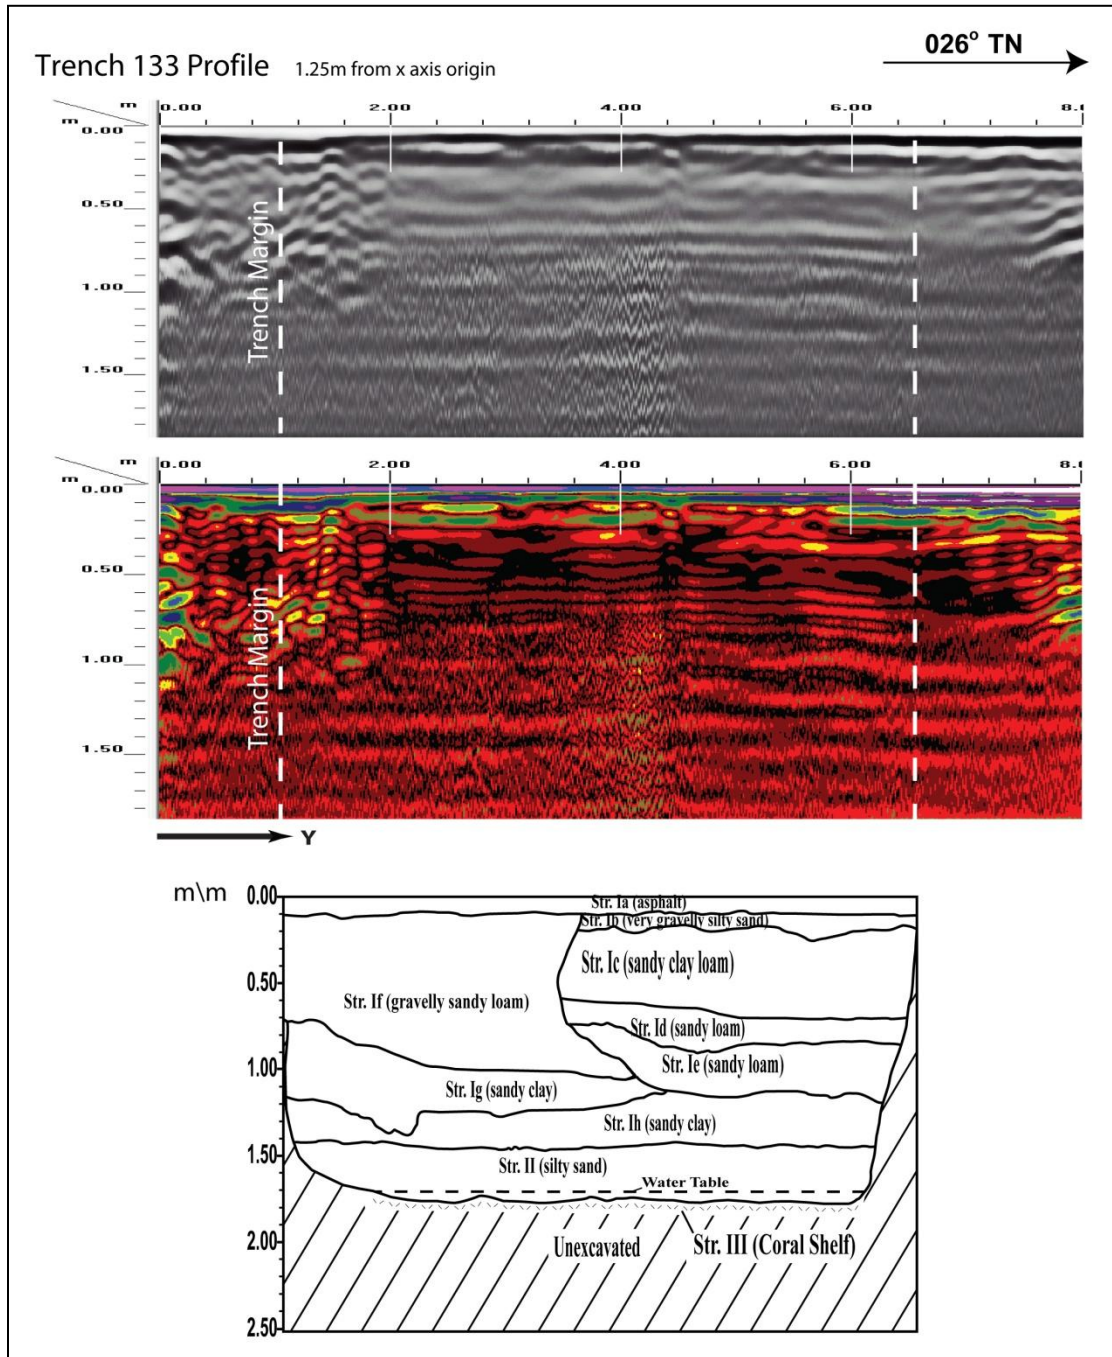 026° TN
Trench 133 Profile 1.25m from x axis origin
m 0.00 2.00 4.00 6.00 8.0
m 0.00
0.50
1.00
1.50
Trench Margin
m 0.00 2.00 4.00 6.00 8.0
m 0.00
0.50
1.00
1.50
Trench Margin
Y
m\m 0.00
Str. Ia (asphalt)
Str. Ib (very gravelly silty sand)
Str. Ic (sandy clay loam)
0.50
Str. If (gravelly sandy loam)
Str. Id (sandy loam)
1.00
Str. Ie (sandy loam)
Str. Ig (sandy clay)
Str. Ih (sandy clay)
1.50
Str. II (silty sand)
Water Table
2.00
Unexcavated
Str. III (Coral Shelf)
2.50